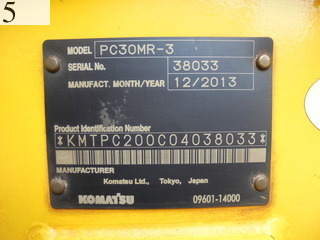 5
MODEL PC30MR-3
SERIAL No. 38033
MANUFACT. MONTH/YEAR 12/2013
Product Identification Number
*KMTPC200C04038033*
MANUFACTURER
Komatsu Ltd., Tokyo, Japan
KOMATSU 09601-14000